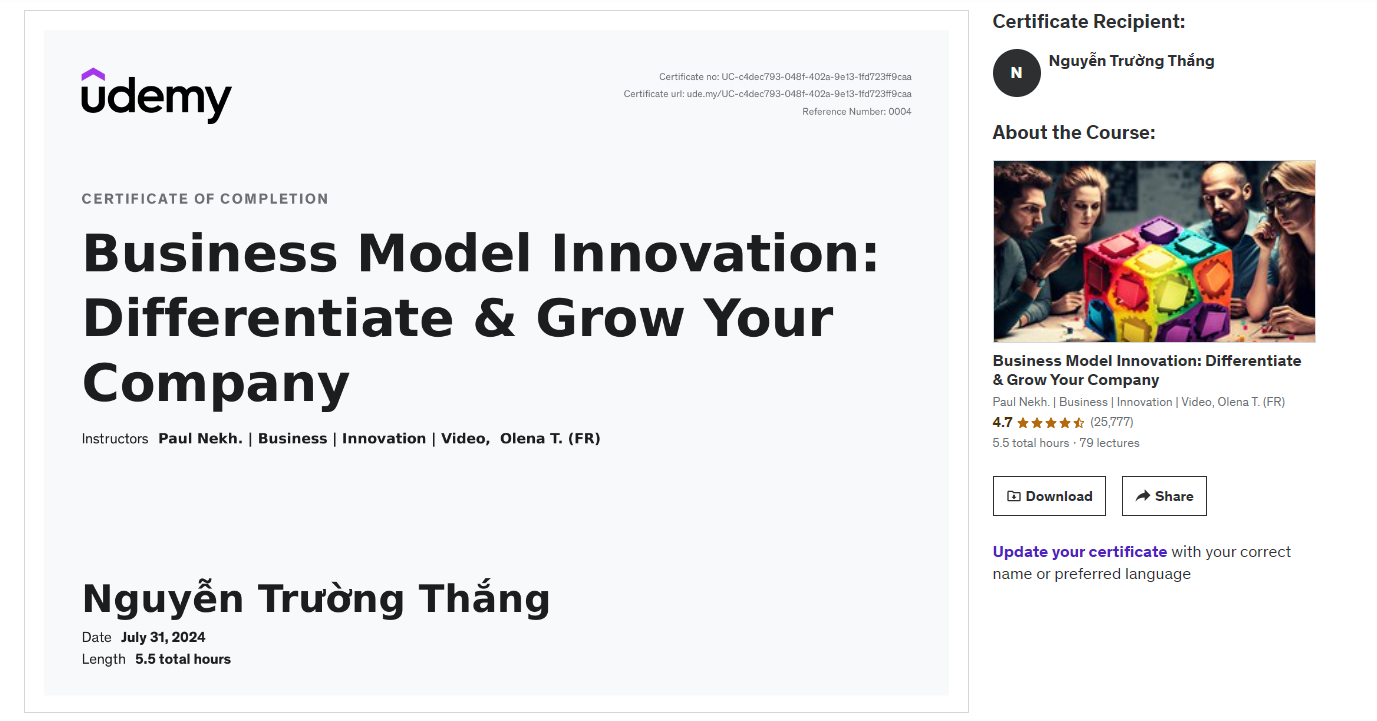 udemy
Certificate no: UC-c4dec793-048f-402a-9e13-1fd723ff9caa
Certificate url: ude.my/UC-c4dec793-048f-402a-9e13-1fd723ff9caa
Reference Number: 0004
CERTIFICATE OF COMPLETION
Business Model Innovation:
Differentiate & Grow Your
Company
Instructors Paul Nekh. | Business | Innovation | Video, Olena T. (FR)
Nguyễn Trường Thắng
Date July 31, 2024
Length 5.5 total hours
Certificate Recipient:
N
Nguyễn Trường Thắng
About the Course:
Business Model Innovation: Differentiate
& Grow Your Company
Paul Nekh. | Business | Innovation | Video, Olena T. (FR)
4.7 (25,777)
5.5 total hours · 79 lectures
Download Share
Update your certificate with your correct
name or preferred language